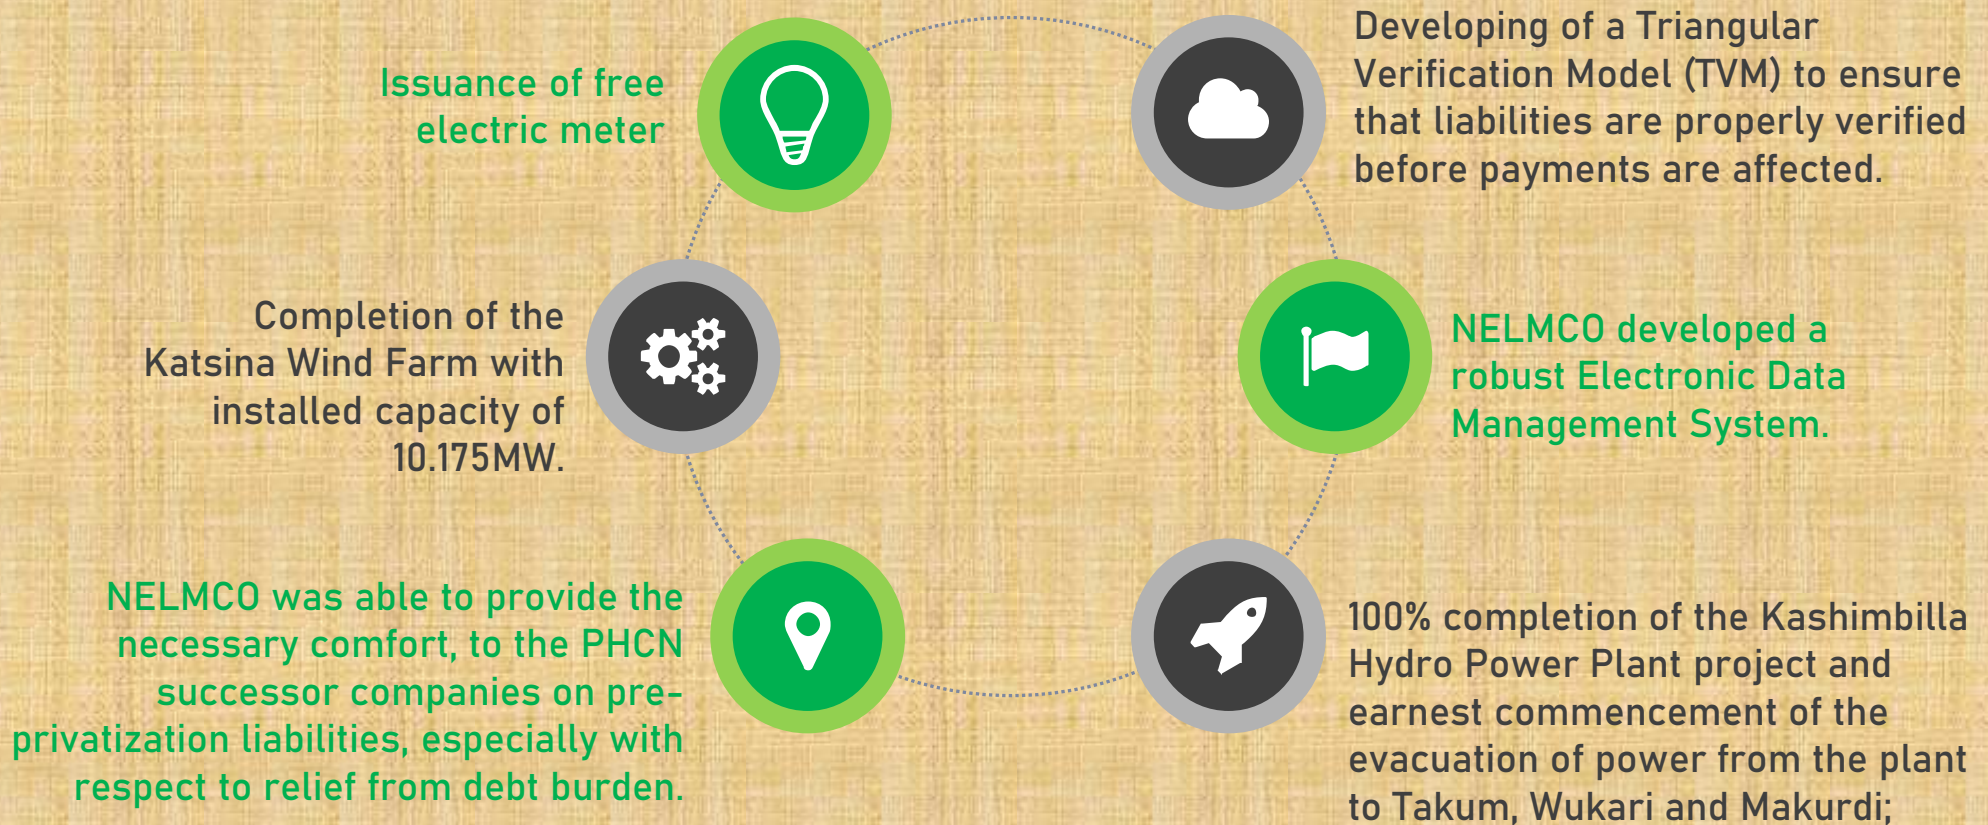 Issuance of free
electric meter
Developing of a Triangular
Verification Model (TVM) to ensure
that liabilities are properly verified
before payments are affected.
Completion of the
Katsina Wind Farm with
installed capacity of
10.175MW.
NELMCO developed a
robust Electronic Data
Management System.
NELMCO was able to provide the
necessary comfort, to the PHCN
successor companies on pre-
privatization liabilities, especially with
respect to relief from debt burden.
100% completion of the Kashimbilla
Hydro Power Plant project and
earnest commencement of the
evacuation of power from the plant
to Takum, Wukari and Makurdi;